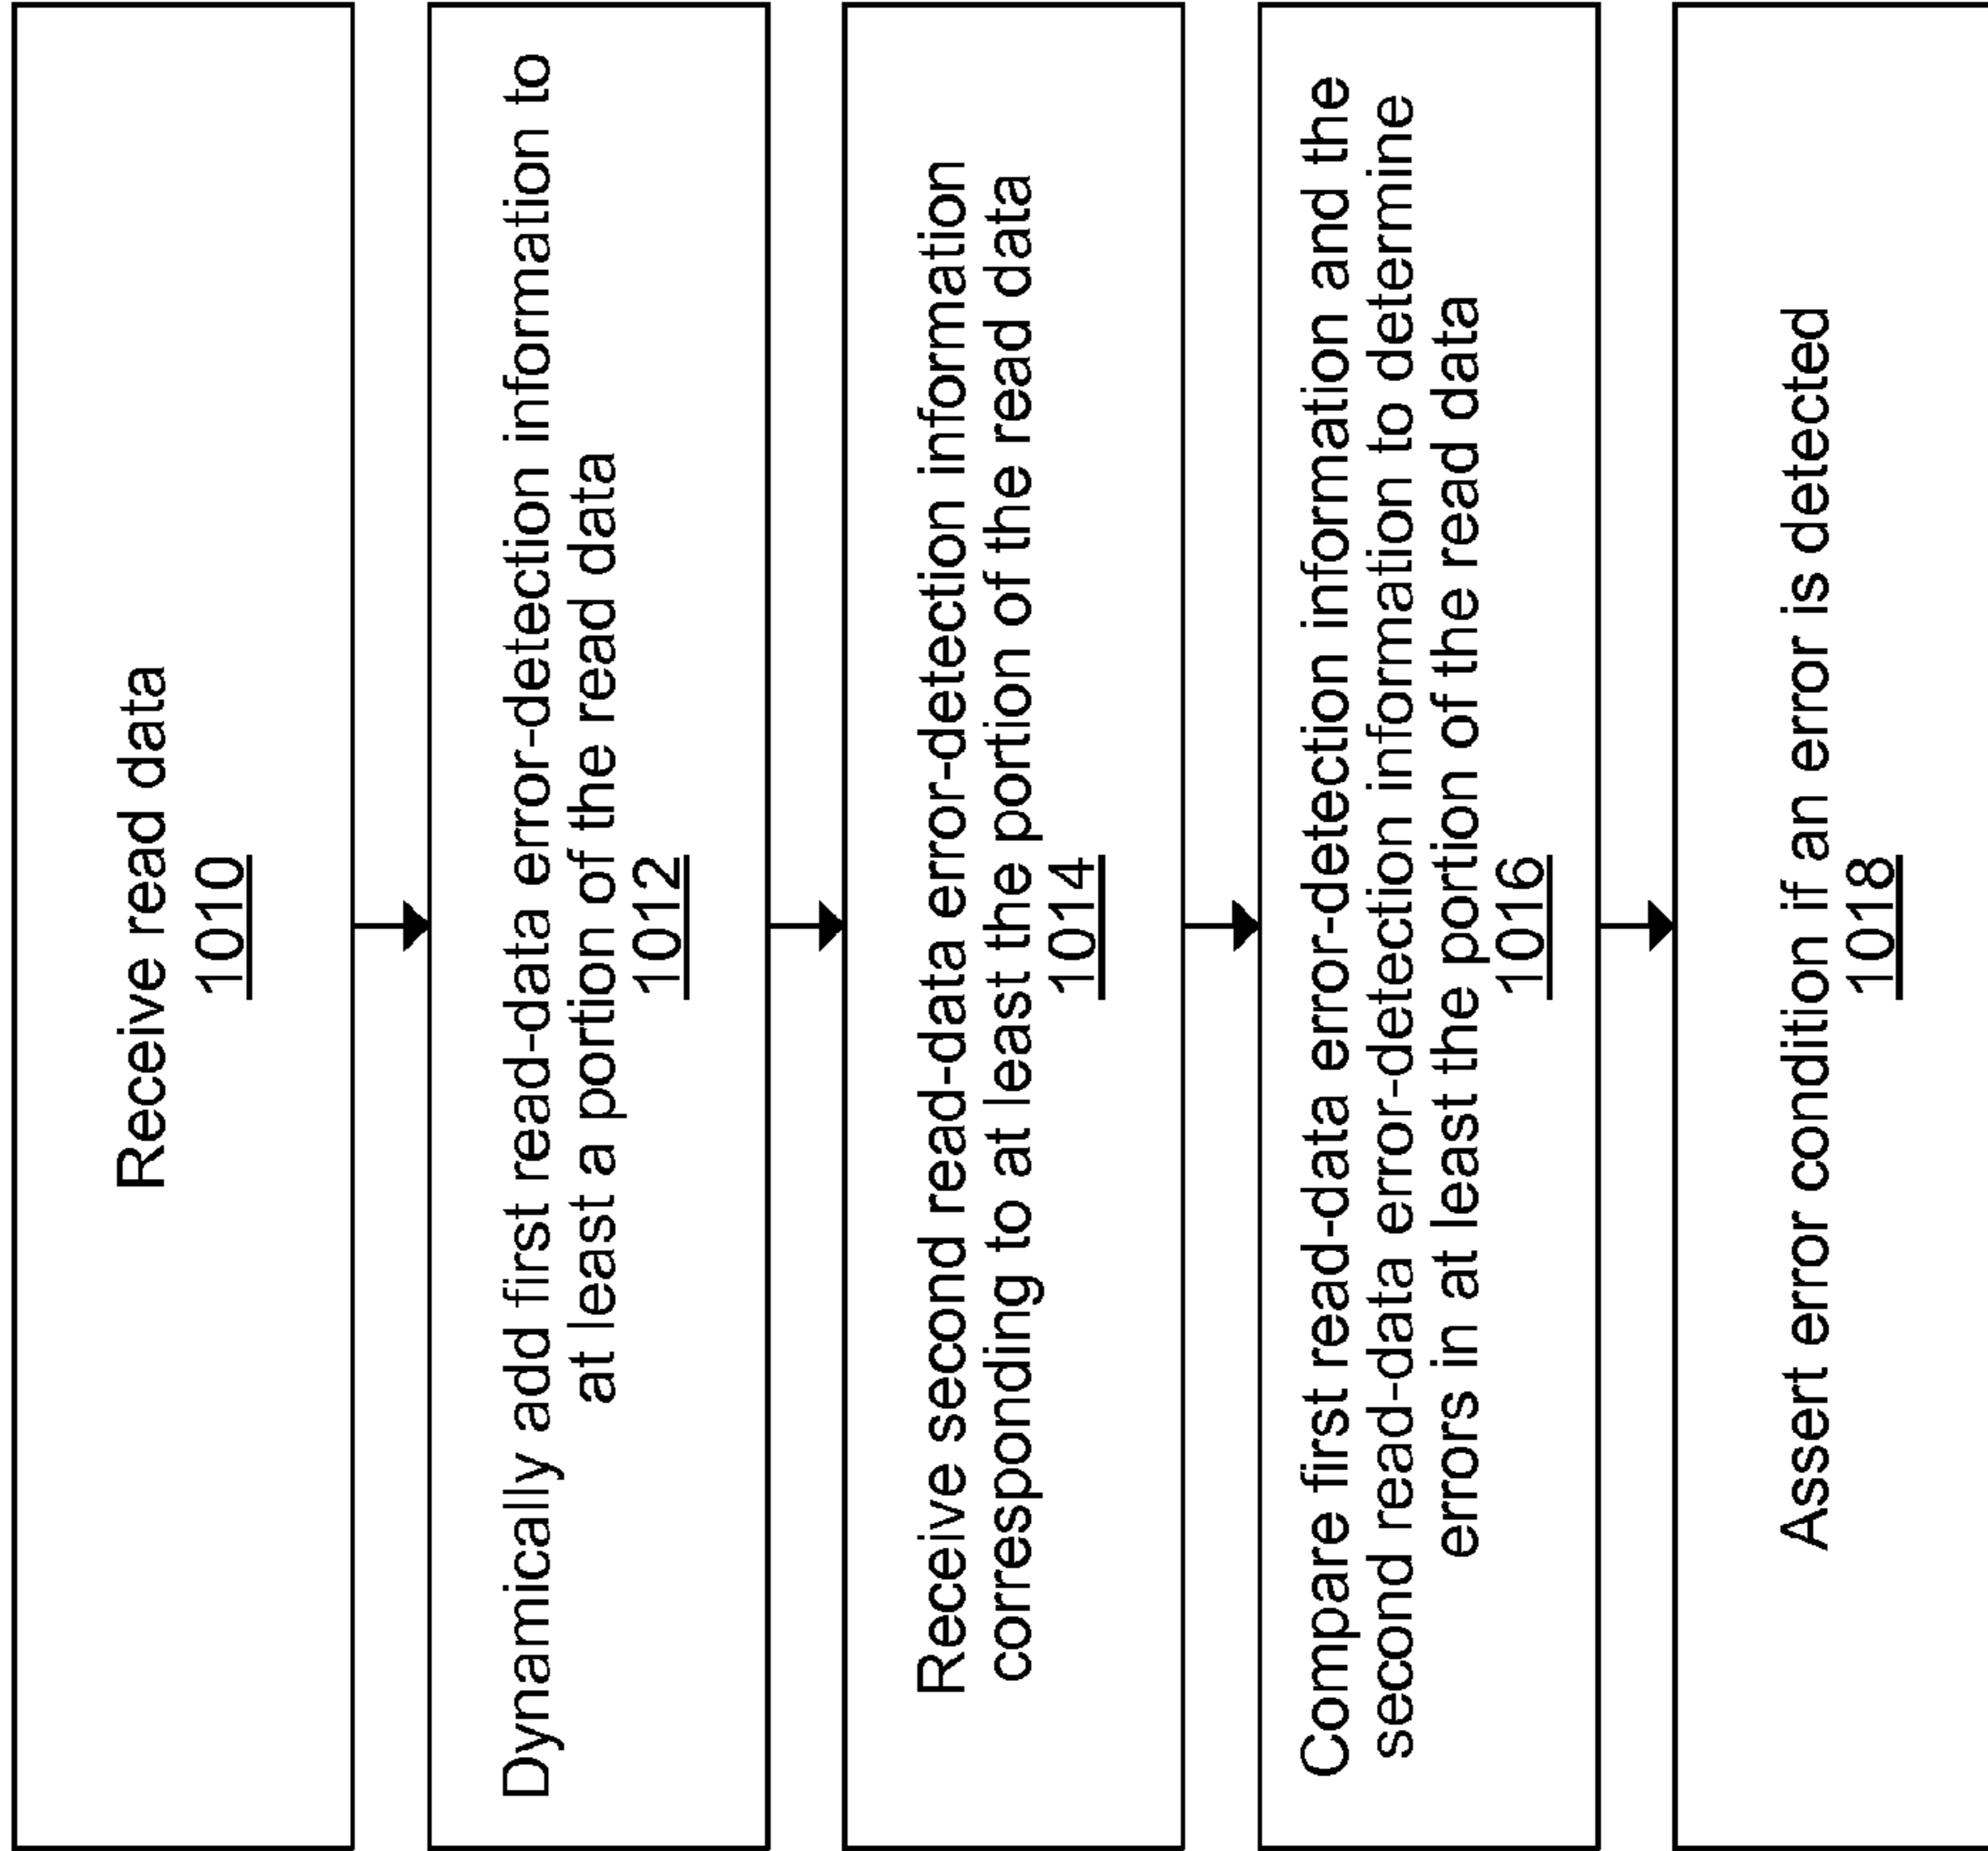 Receive read data
1010
Dynamically add first read-data error-detection information to
at least a portion of the read data
1012
Receive second read-data error-detection information
corresponding to at least the portion of the read data
1014
Compare first read-data error-detection information and the
second read-data error-detection information to determine
errors in at least the portion of the read data
1016
Assert error condition if an error is detected
1018